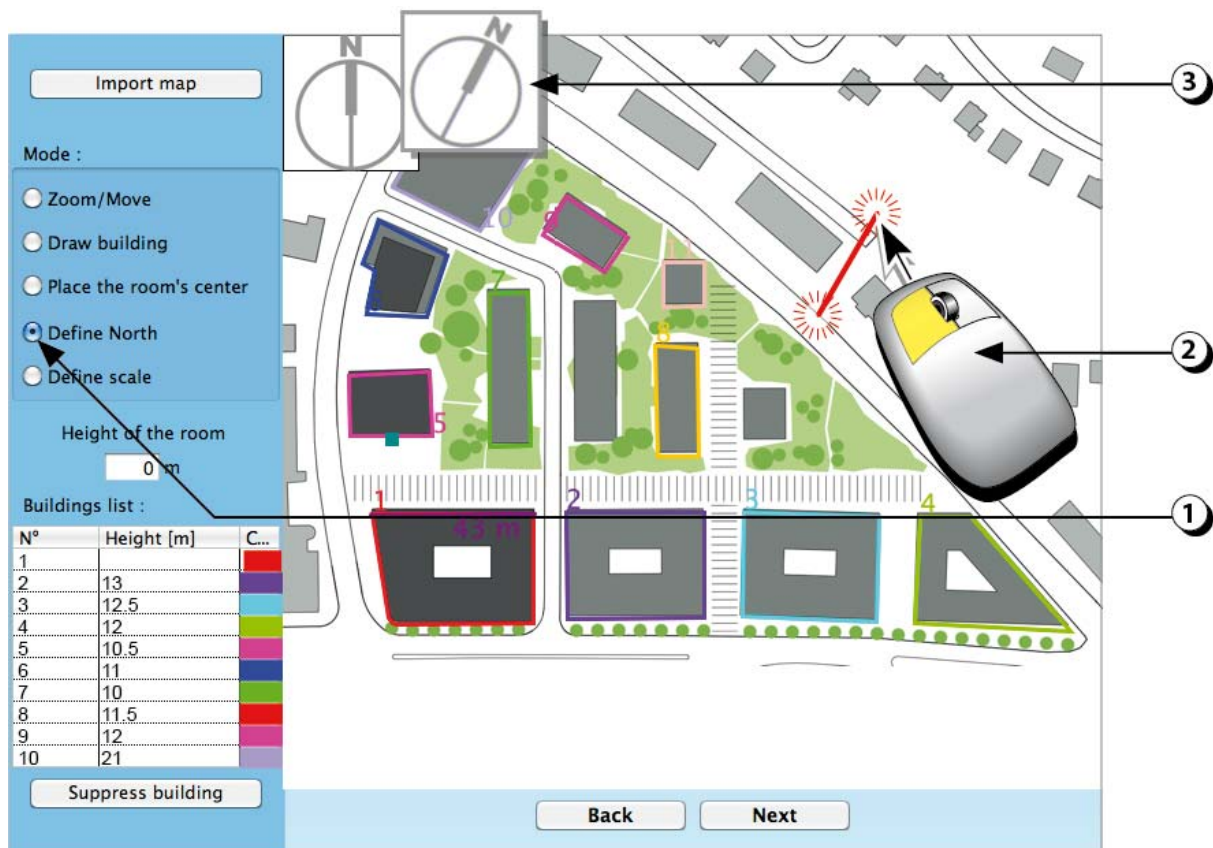 Import map
Mode :
Zoom/Move
Draw building
Place the room's center
Define North
Define scale
Height of the room
0 m
Buildings list :
N° Height [m] C...
1
2 13
3 12.5
4 12
5 10.5
6 11
7 10
8 11.5
9 12
10 21
Suppress building
N
N
3
10
9
11
7
6
8
2
5
1
2
3
4
43 m
1
Back
Next